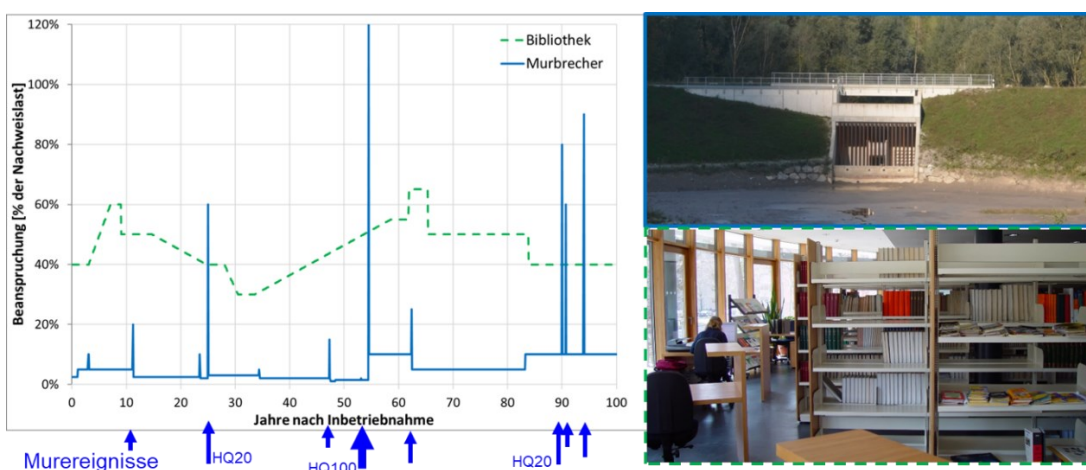 120%
100%
80%
60%
40%
20%
0%
Beanspruchung [% der Nachweislast]
Bibliothek
Murbrecher
0 10 20 30 40 50 60 70 80 90 100
Jahre nach Inbetriebnahme
Murereignisse
HQ20
HQ100
HQ20